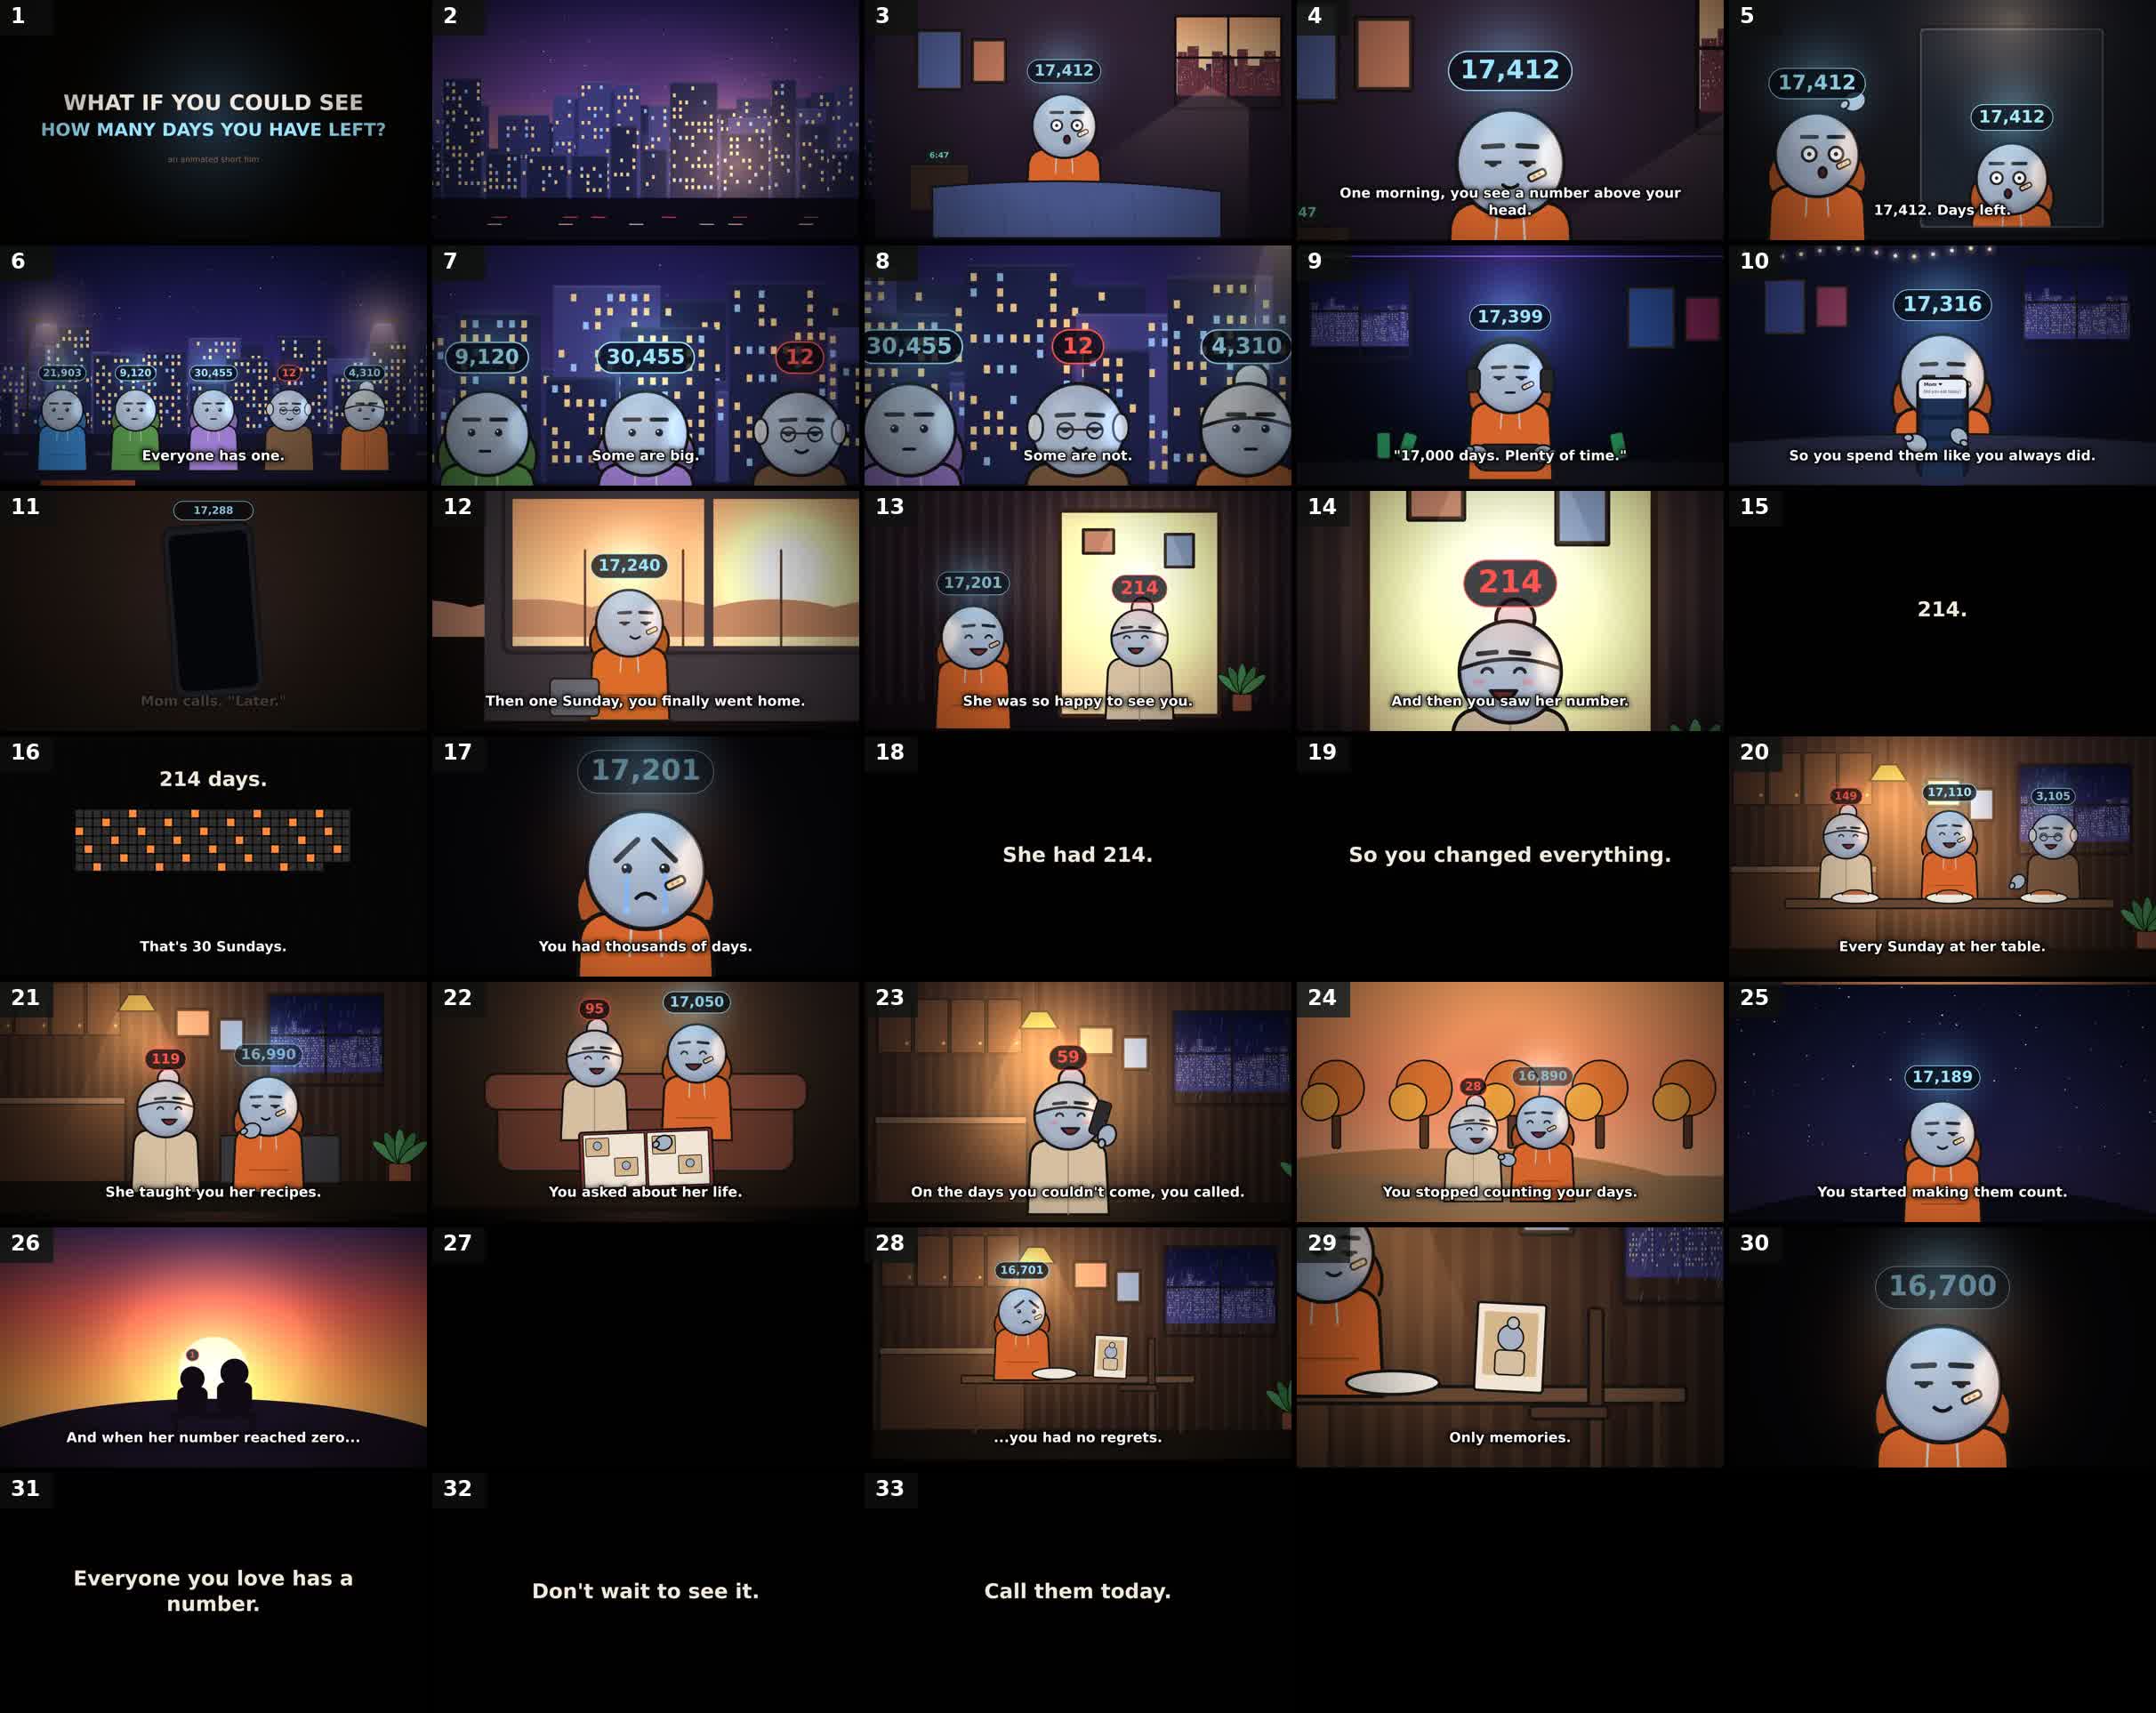 1
WHAT IF YOU COULD SEE
HOW MANY DAYS YOU HAVE LEFT?
an animated short film
2
3
17,412
6:47
4
17,412
One morning, you see a number above your
head.
47
5
17,412
17,412
17,412. Days left.
6
21,903
9,120
30,455
12
4,310
Everyone has one.
7
9,120
30,455
12
Some are big.
8
30,455
12
4,310
Some are not.
9
17,399
"17,000 days. Plenty of time."
10
17,316
Mom ♥
So you spend them like you always did.
11
17,288
Mom calls. "Later."
12
17,240
Then one Sunday, you finally went home.
13
17,201
214
She was so happy to see you.
14
214
And then you saw her number.
15
214.
16
214 days.
That's 30 Sundays.
17
17,201
You had thousands of days.
18
She had 214.
19
So you changed everything.
20
149
17,110
3,105
Every Sunday at her table.
21
119
16,990
She taught you her recipes.
22
95
17,050
You asked about her life.
23
59
On the days you couldn't come, you called.
24
28
16,890
You stopped counting your days.
25
17,189
You started making them count.
26
1
And when her number reached zero...
27
28
16,701
...you had no regrets.
29
Only memories.
30
16,700
31
Everyone you love has a
number.
32
Don't wait to see it.
33
Call them today.